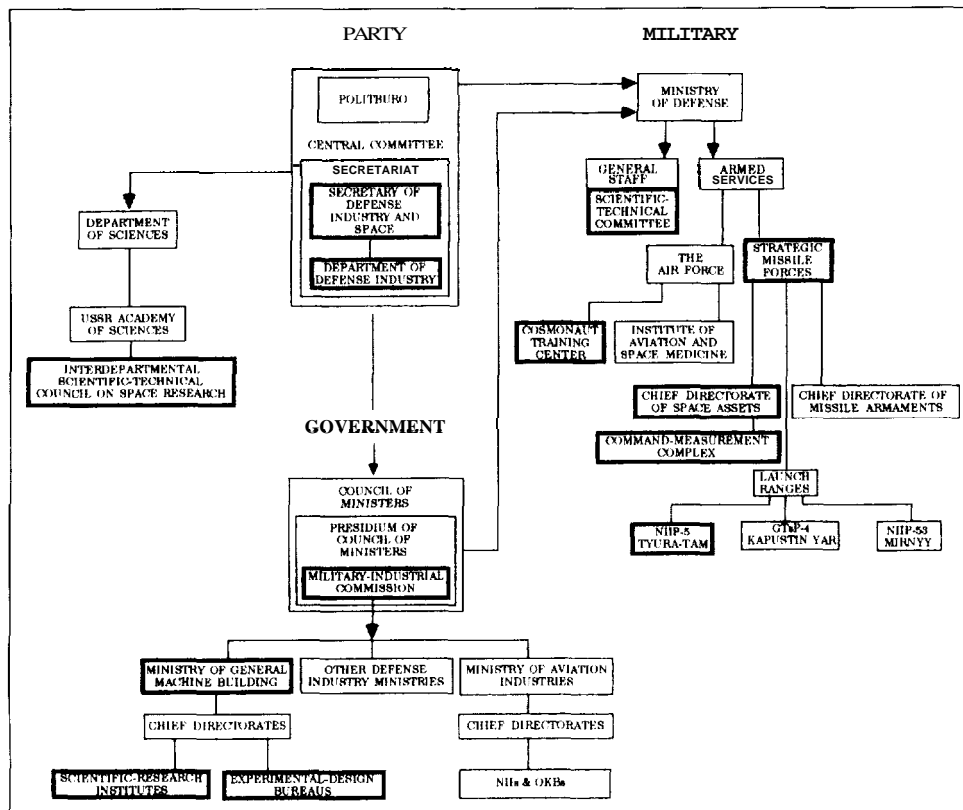 PARTY
MILITARY
POLITBURO
CENTRAL COMMITTEE
SECRETARIAT
SECRETARY OF
DEFENSE
INDUSTRY AND
SPACE
DEPARTMENT OF
DEFENSE INDUSTRY
DEPARTMENT
OF SCIENCES
USSR ACADEMY
OF SCIENCES
INTERDEPARTMENTAL
SCIENTIFIC-TECHNICAL
COUNCIL ON SPACE RESEARCH
MINISTRY
OF DEFENSE
GENERAL
STAFF
SCIENTIFIC-
TECHNICAL
COMMITTEE
ARMED
SERVICES
THE
AIR FORCE
STRATEGIC
MISSILE
FORCES
COSMONAUT
TRAINING
CENTER
INSTITUTE OF
AVIATION AND
SPACE MEDICINE
CHIEF DIRECTORATE
OF SPACE ASSETS
CHIEF DIRECTORATE OF
MISSILE ARMAMENTS
COMMAND-MEASUREMENT
COMPLEX
LAUNCH
RANGES
NIIP-5
TYURA-TAM
KAPUSTIN YAR
NIIP-53
MIRNYY
GOVERNMENT
COUNCIL OF
MINISTERS
PRESIDIUM OF
COUNCIL OF
MINISTERS
MILITARY-INDUSTRIAL
COMMISSION
MINISTRY OF GENERAL
MACHINE BUILDING
OTHER DEFENSE
INDUSTRY MINISTRIES
MINISTRY OF AVIATION
INDUSTRIES
CHIEF DIRECTORATES
CHIEF DIRECTORATES
SCIENTIFIC-RESEARCH
INSTITUTES
EXPERIMENTAL-DESIGN
BUREAUS
NIIs & OKBs